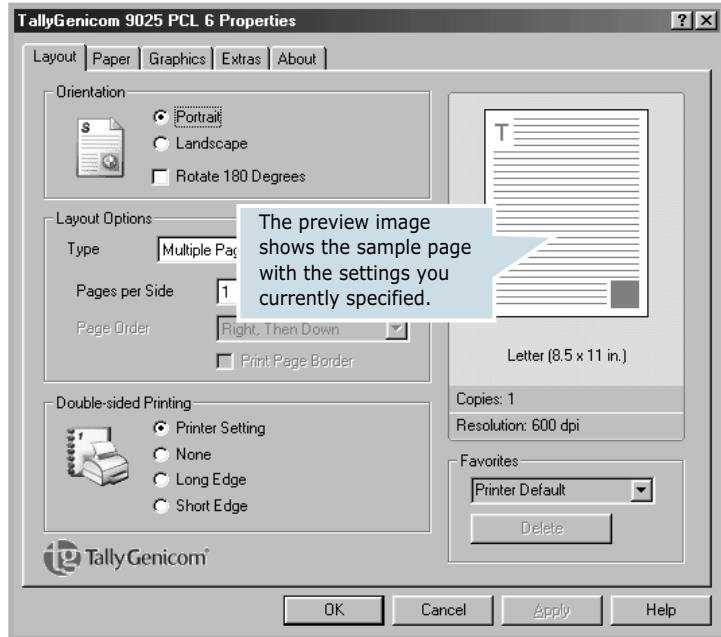 TallyGenicom 9025 PCL 6 Properties
Layout Paper Graphics Extras About
Orientation
S
Portrait
Landscape
Rotate 180 Degrees
Layout Options
Type Multiple Pag
Pages per Side 1
Page Order Right, Then Down
Print Page Border
The preview image
shows the sample page
with the settings you
currently specified.
Double-sided Printing
1
Printer Setting
None
Long Edge
Short Edge
tg TallyGenicom
T
Letter (8.5 x 11 in.)
Copies: 1
Resolution: 600 dpi
Favorites
Printer Default
Delete
OK Cancel Apply Help